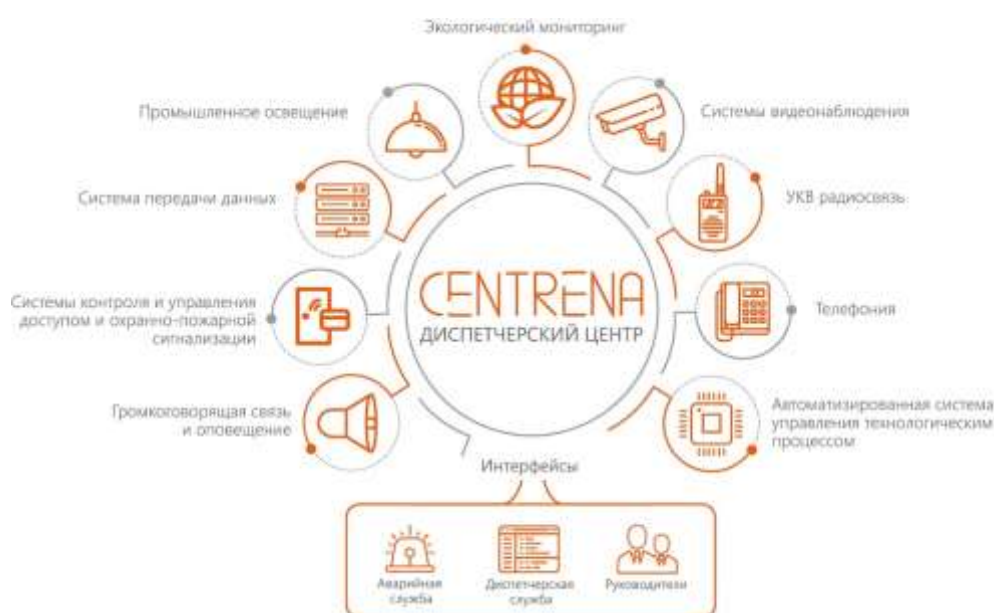 Экологический мониторинг
Промышленное освещение
Системы видеонаблюдения
Система передачи данных
УКВ радиосвязь
Системы контроля и управления
доступом и охранно-пожарной
сигнализации
CENTRENA
ДИСПЕТЧЕРСКИЙ ЦЕНТР
Телефония
Громкоговорящая связь
и оповещение
Автоматизированная система
управления технологическим
процессом
Интерфейсы
Аварийная
служба
Диспетчерская
служба
Руководители